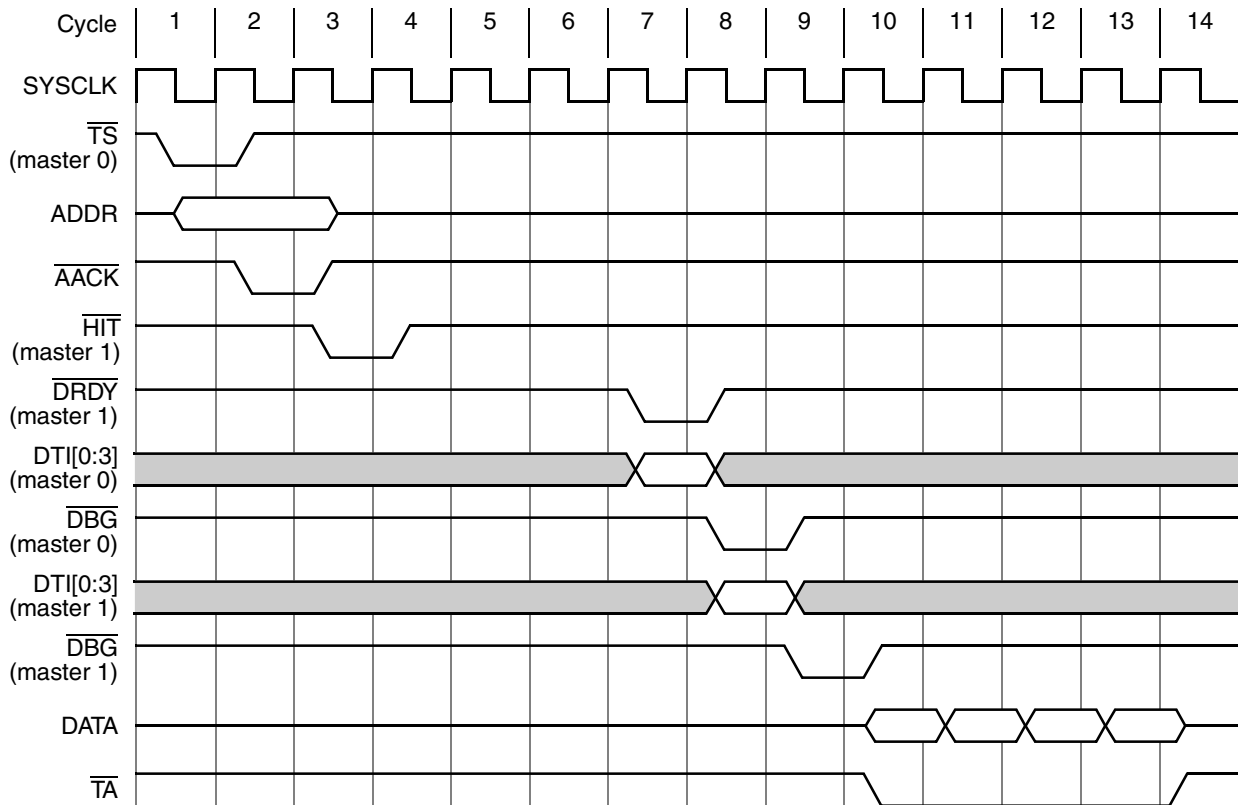 Cycle 1 2 3 4 5 6 7 8 9 10 11 12 13 14
SYSCLK
TS
(master 0)
ADDR
AACK
HIT
(master 1)
DRDY
(master 1)
DTI[0:3]
(master 0)
DBG
(master 0)
DTI[0:3]
(master 1)
DBG
(master 1)
DATA
TA